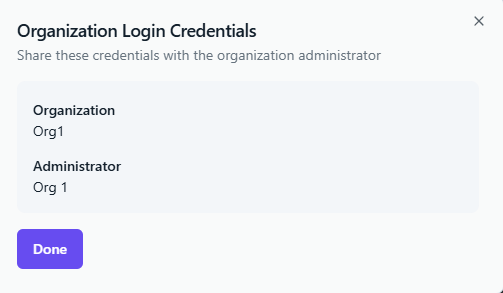 Organization Login Credentials
Share these credentials with the organization administrator
Organization
Org1
Administrator
Org 1
Done